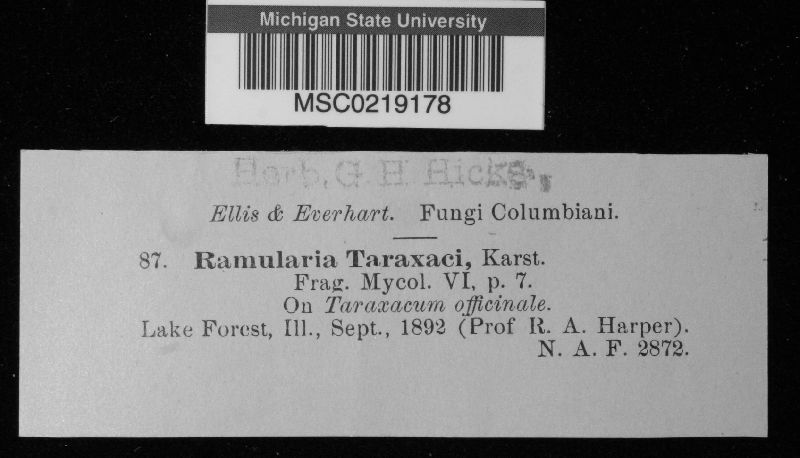 Michigan State University
MSC0219178
Herb. G. H. Hicks,
Ellis & Everhart. Fungi Columbiani.
87. Ramularia Taraxaci, Karst.
Frag. Mycol. VI, p. 7.
On Taraxacum officinale.
Lake Forest, Ill., Sept., 1892 (Prof R. A. Harper).
N. A. F. 2872.